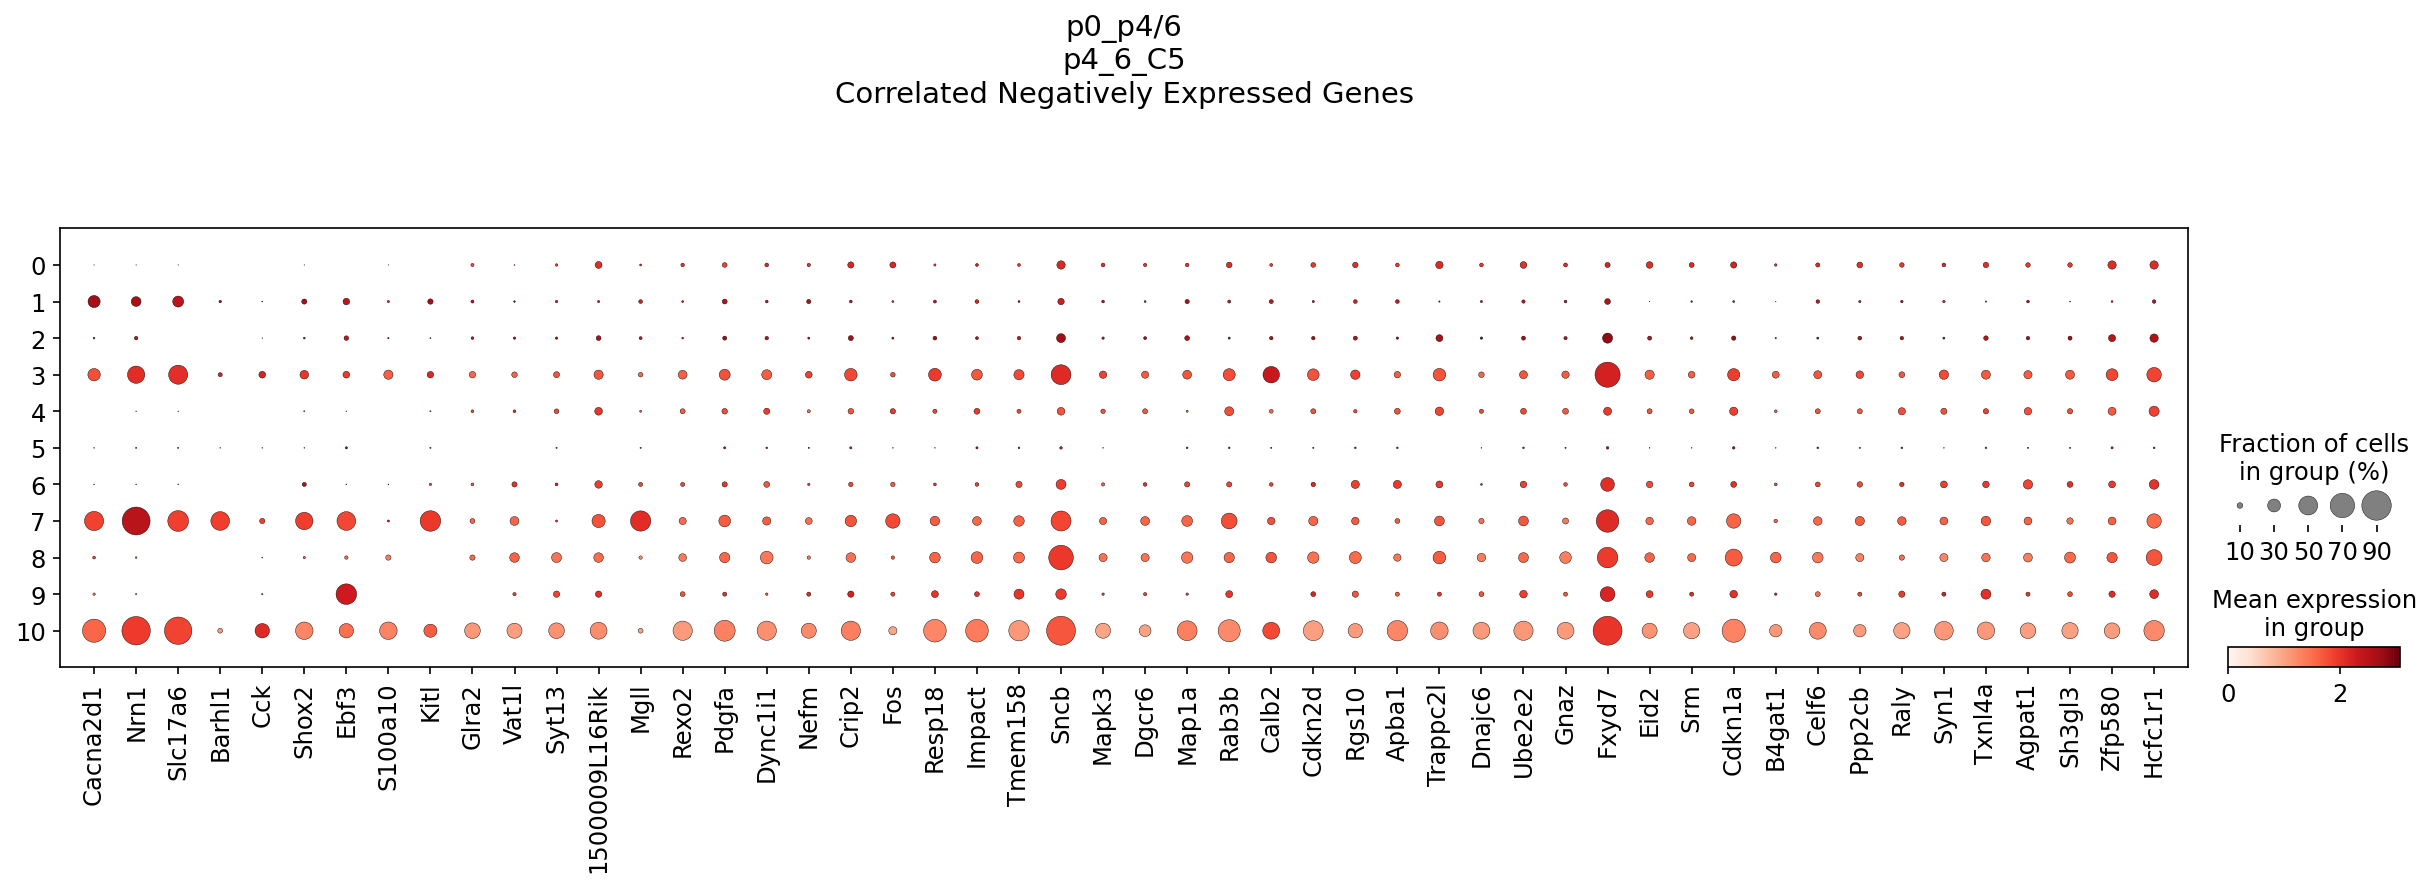 p0_p4/6
p4_6_C5
Correlated Negatively Expressed Genes
0
1
2
3
4
5
6
7
8
9
10
Cacna2d1
Nrn1
Slc17a6
Barhl1
Cck
Shox2
Ebf3
S100a10
Kitl
Glra2
Vat1l
Syt13
1500009L16Rik
Mgll
Rexo2
Pdgfa
Dync1i1
Nefm
Crip2
Fos
Resp18
Impact
Tmem158
Sncb
Mapk3
Dgcr6
Map1a
Rab3b
Calb2
Cdkn2d
Rgs10
Apba1
Trappc2l
Dnajc6
Ube2e2
Gnaz
Fxyd7
Eid2
Srm
Cdkn1a
B4gat1
Celf6
Ppp2cb
Raly
Syn1
Txnl4a
Agpat1
Sh3gl3
Zfp580
Hcfc1r1
Fraction of cells
in group (%)
10 30 50 70 90
Mean expression
in group
0 2